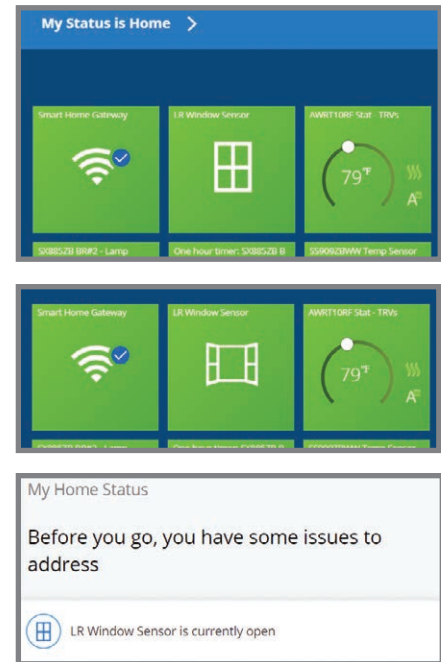 My Status is Home >
Smart Home Gateway
LR Window Sensor
AWRT10RF Stat - TRVs
79°F
A
SX885ZB BR#2 - Lamp
One hour timer: SX885ZB B
SS909ZBWW Temp Sensor
Smart Home Gateway
LR Window Sensor
AWRT10RF Stat - TRVs
79°F
A
My Home Status
Before you go, you have some issues to
address
LR Window Sensor is currently open